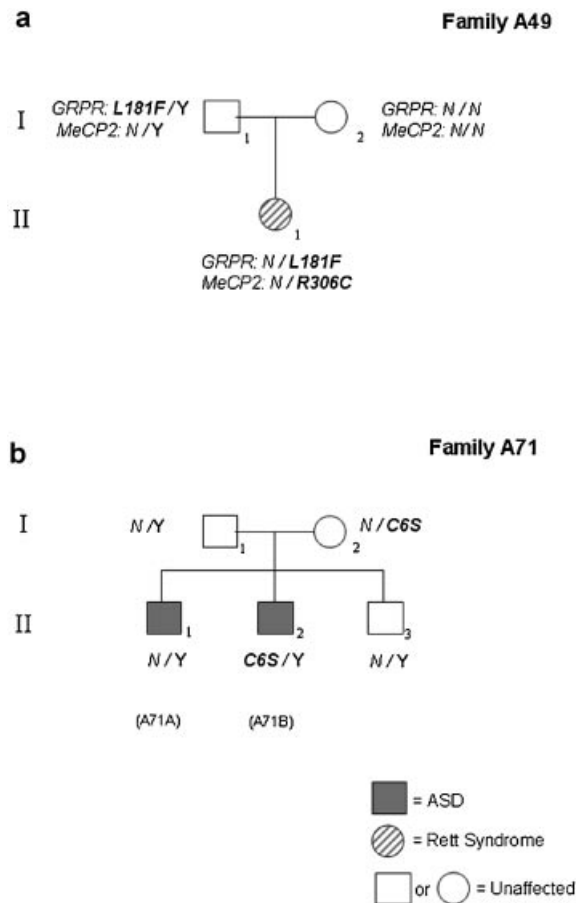 a
Family A49
GRPR: L181F/Y
MeCP2: N/Y
GRPR: N/N
MeCP2: N/N
I
1
2
II
1
GRPR: N/L181F
MeCP2: N/R306C
b
Family A71
I
N/Y
1
2
N/C6S
II
1
2
3
N/Y
C6S/Y
N/Y
(A71A)
(A71B)
= ASD
= Rett Syndrome
or = Unaffected